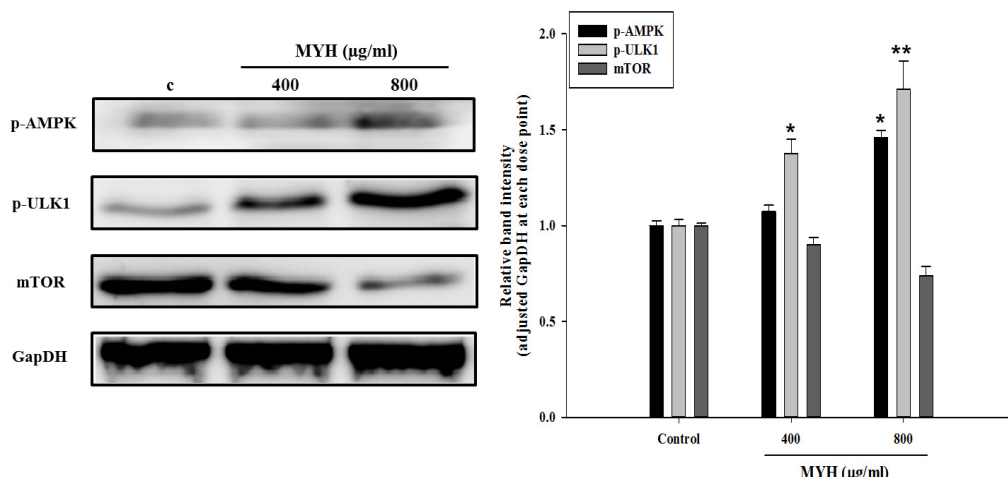 MYH (μg/ml)
c 400 800
p-AMPK
p-ULK1
mTOR
GapDH
Relative band intensity
(adjusted GapDH at each dose point)
2.0
1.5
1.0
0.5
0.0
p-AMPK
p-ULK1
mTOR
*
*
**
Control 400 800
MYH (μg/ml)